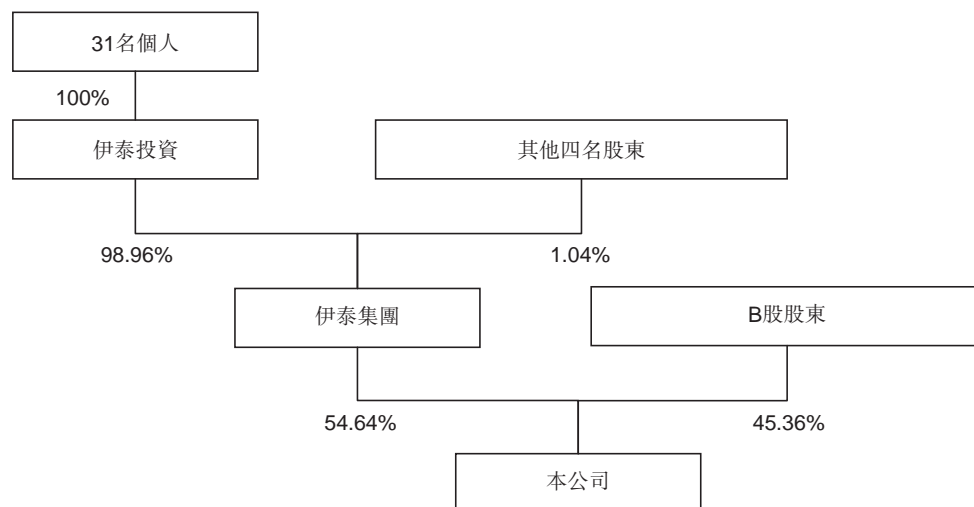 31名個人
100%
伊泰投資
其他四名股東
98.96%
1.04%
伊泰集團
B股股東
54.64%
45.36%
本公司